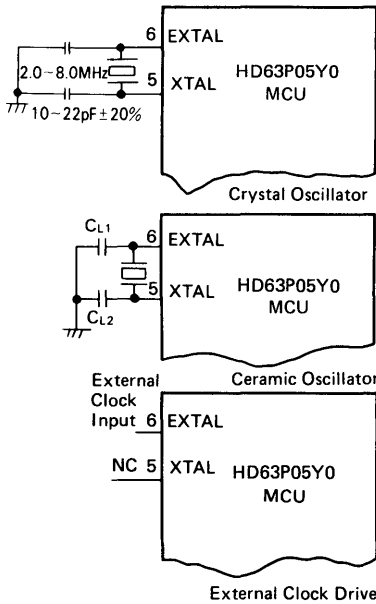 6 EXTAL
2.0~8.0MHz
5 XTAL
10~22pF±20%
HD63P05Y0
MCU
Crystal Oscillator
CL1
6 EXTAL
5 XTAL
CL2
HD63P05Y0
MCU
Ceramic Oscillator
External
Clock
Input 6 EXTAL
NC 5 XTAL
HD63P05Y0
MCU
External Clock Drive